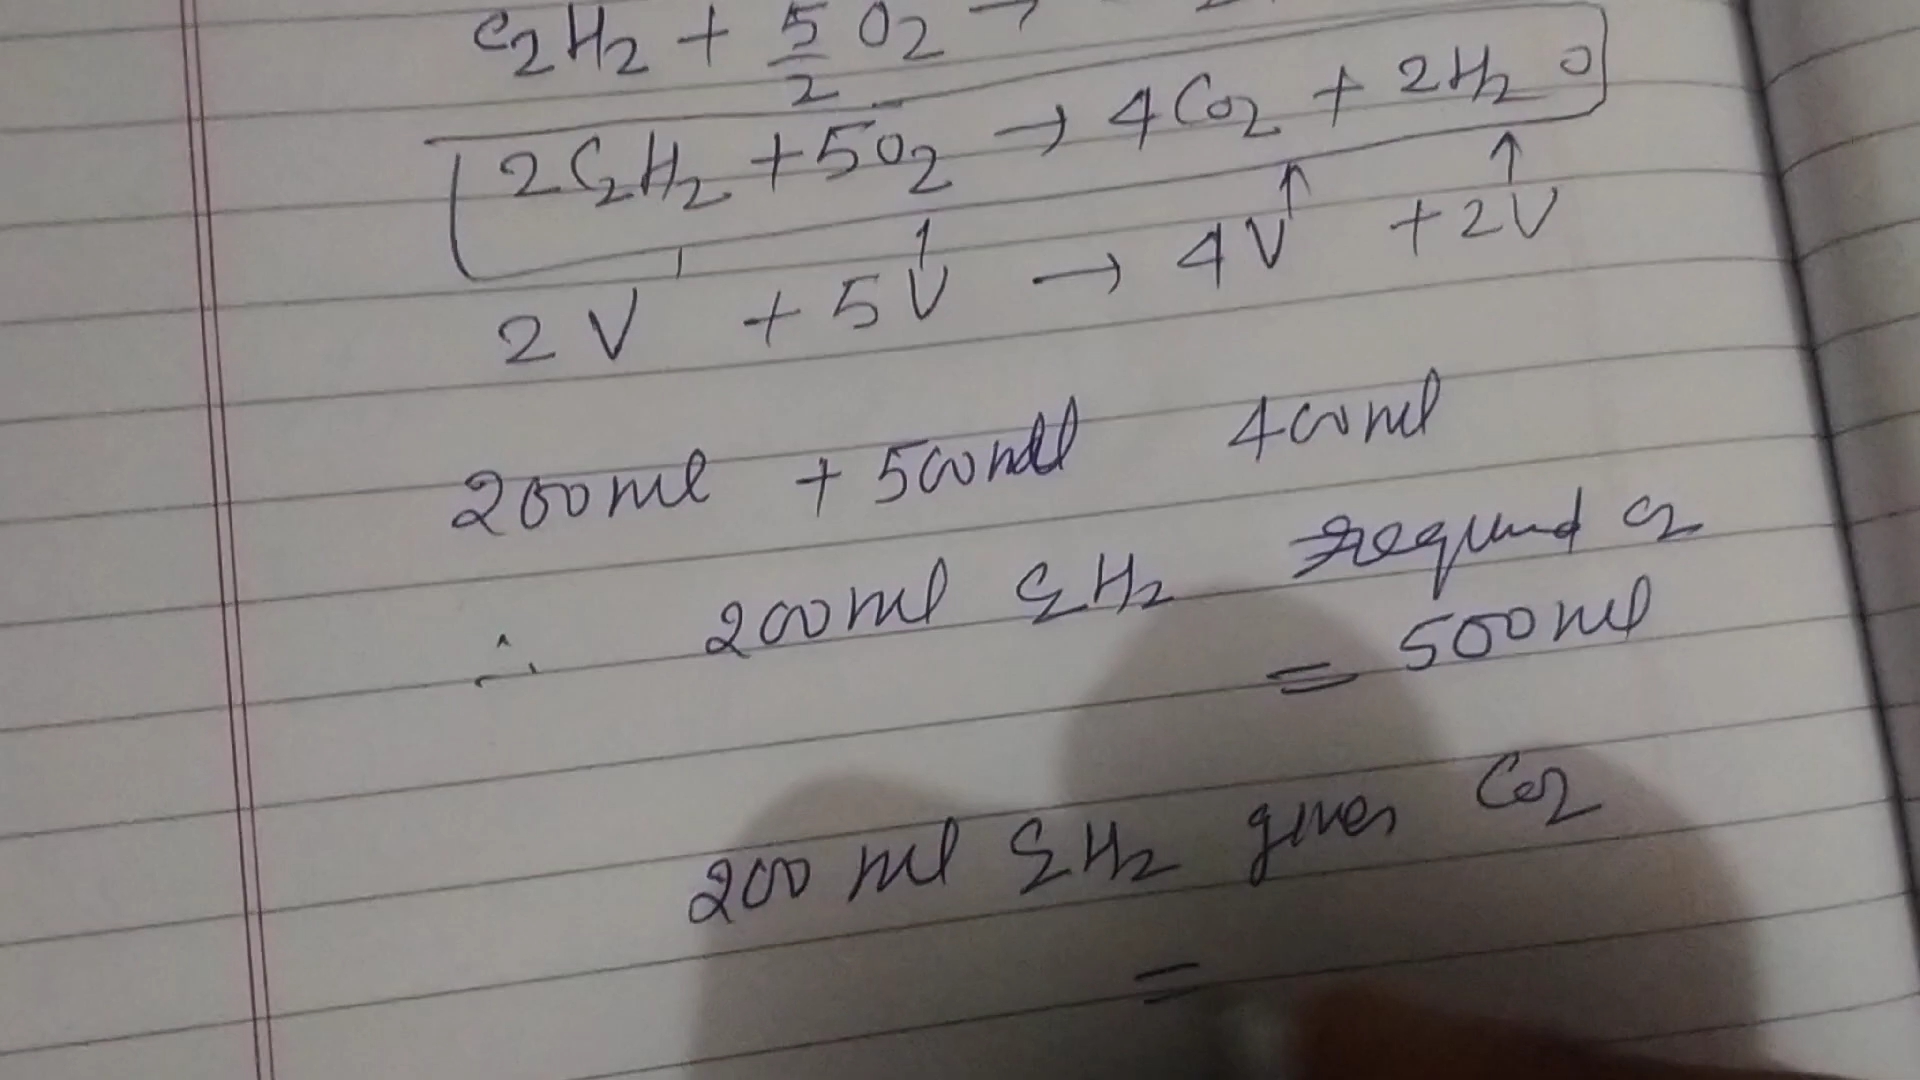 C2H2 + 5/2 O2 →
2C2H2 + 5O2 → 4CO2 + 2H2O
2V + 5V → 4V + 2V
200ml + 500ml 400ml
∴ 200ml C2H2 required O2
= 500ml
200 ml C2H2 gives CO2
=